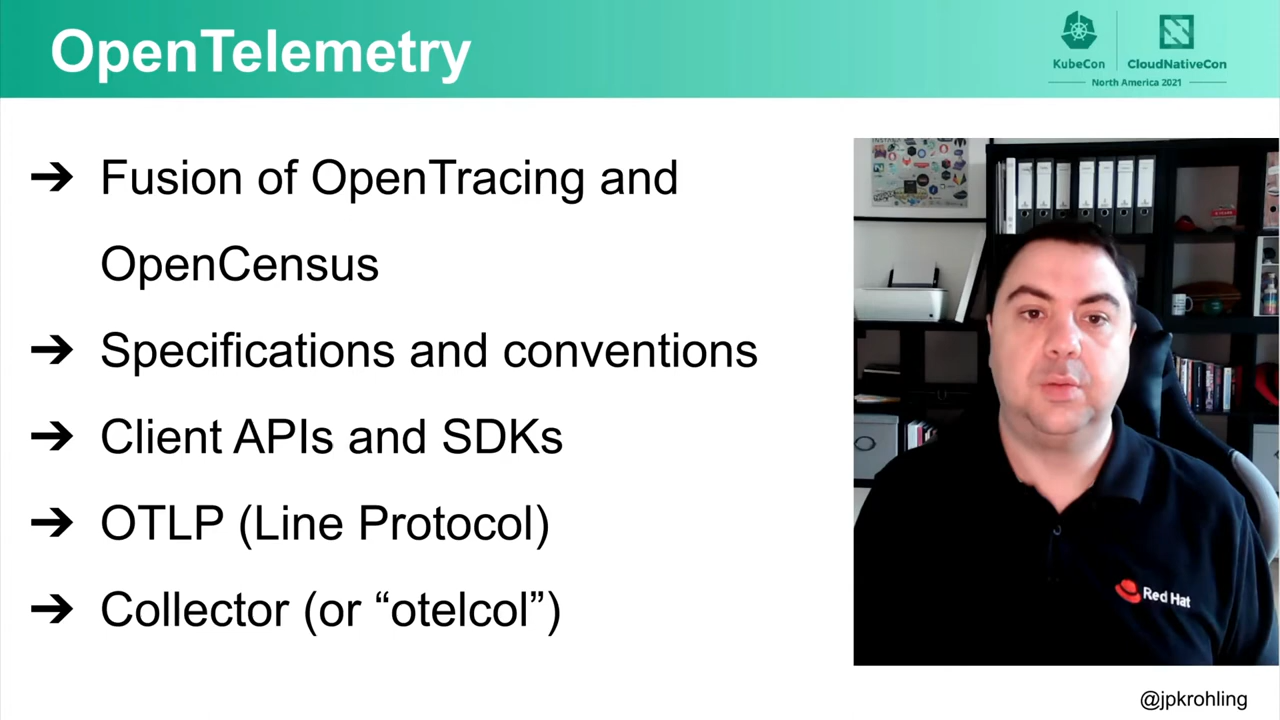 OpenTelemetry
KubeCon
CloudNativeCon
North America 2021
➔ Fusion of OpenTracing and
OpenCensus
➔ Specifications and conventions
➔ Client APIs and SDKs
➔ OTLP (Line Protocol)
➔ Collector (or “otelcol”)
Red Hat
@jpkrohling